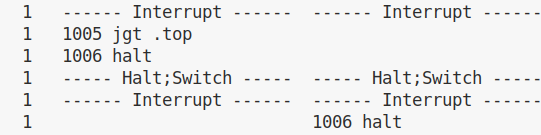 1 ------ Interrupt ------ ------ Interrupt ------
1 1005 jgt .top
1 1006 halt
1 ----- Halt;Switch ----- ----- Halt;Switch -----
1 ------ Interrupt ------ ------ Interrupt ------
1 1006 halt